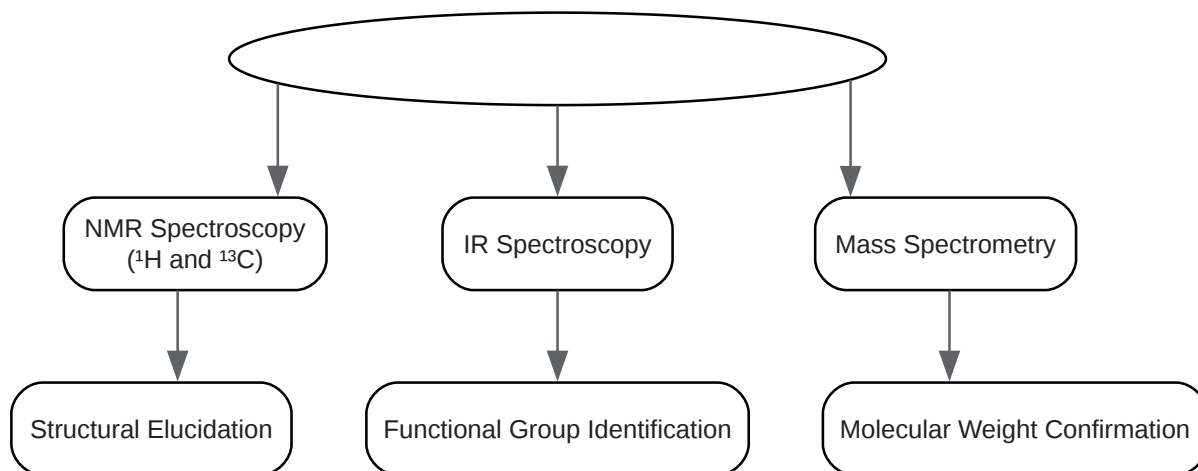 NMR Spectroscopy
(¹H and ¹³C)
IR Spectroscopy
Mass Spectrometry
Structural Elucidation
Functional Group Identification
Molecular Weight Confirmation